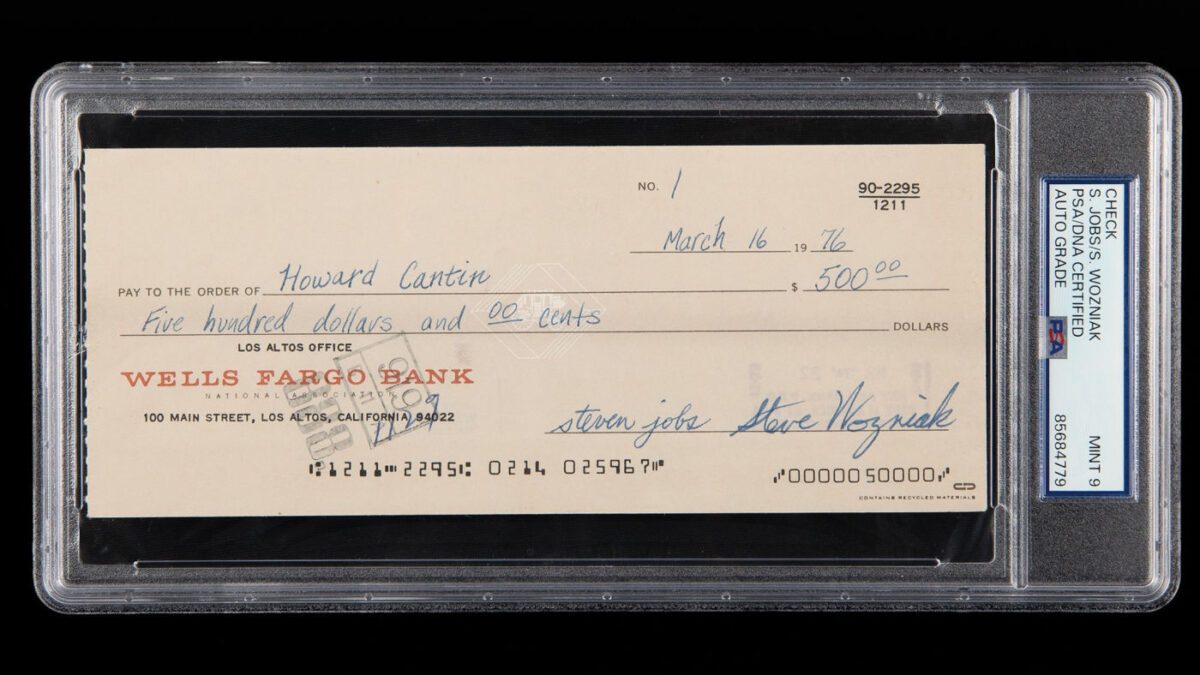 NO. 1
90-2295
1211
March 16 1976
PAY TO THE ORDER OF Howard Cantin $ 500 00
Five hundred dollars and 00 cents DOLLARS
LOS ALTOS OFFICE
WELLS FARGO BANK
NATIONAL ASSOCIATION
100 MAIN STREET, LOS ALTOS, CALIFORNIA 94022
1129
steven jobs Steve Wozniak
⑆1211⑉2295⑆ 0214 025967⑈ ⑇0000050000⑇
CONTAINS RECYCLED MATERIALS
CHECK
S. JOBS/S. WOZNIAK
PSA/DNA CERTIFIED
AUTO GRADE MINT 9
PSA
85684779